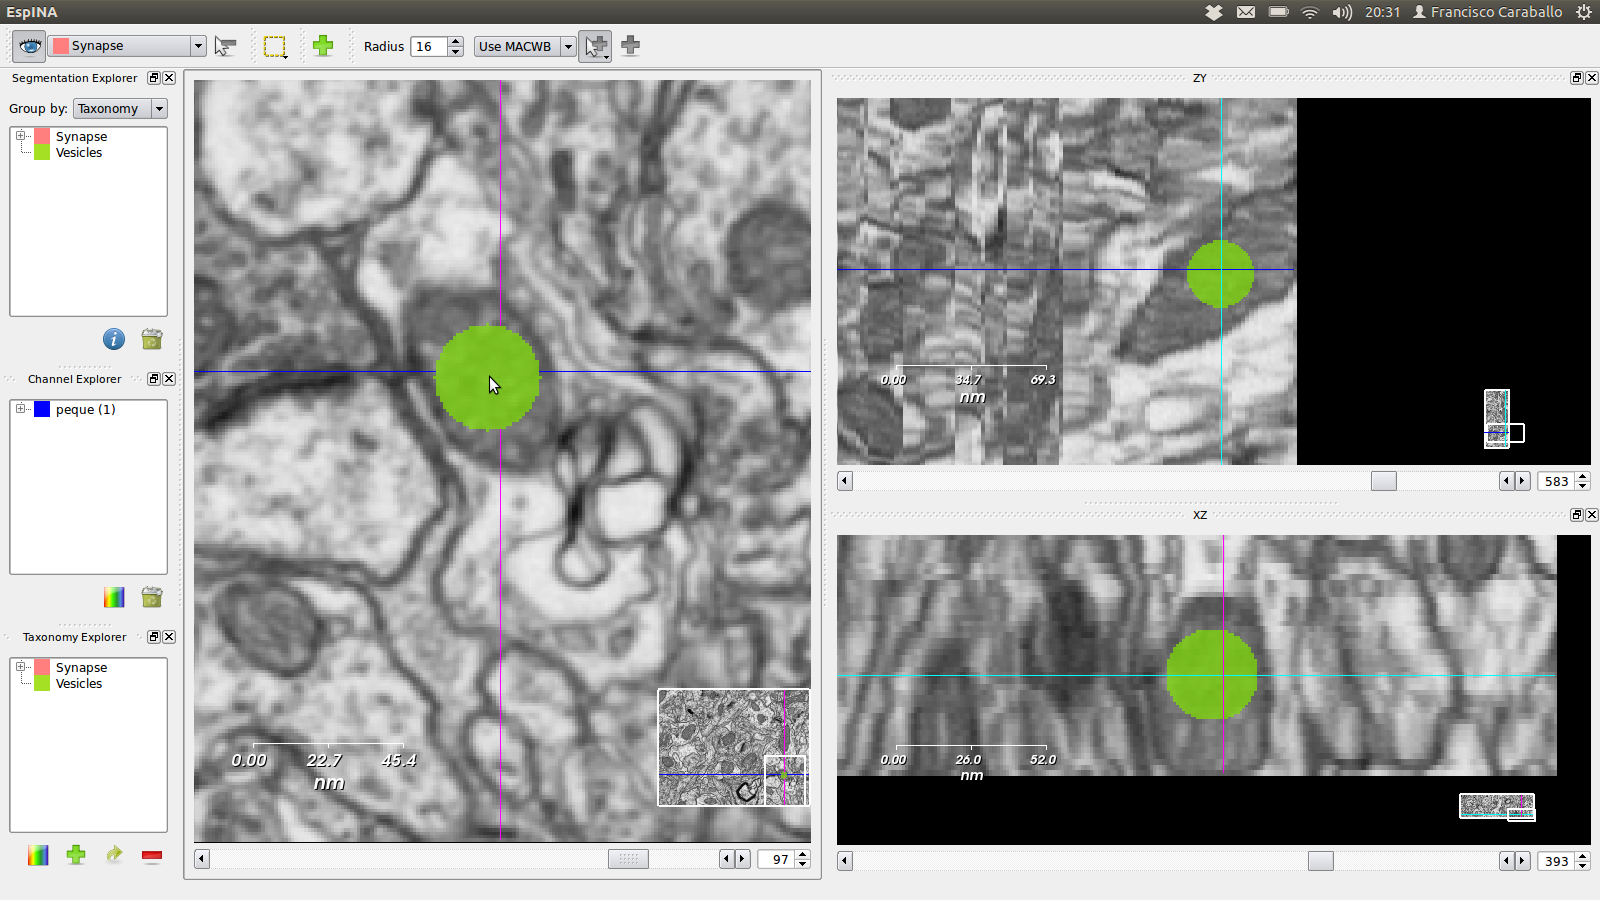 EspINA
20:31 Francisco Caraballo
Synapse
Radius 16 Use MACWB
Segmentation Explorer
Group by: Taxonomy
Synapse
Vesicles
Channel Explorer
peque (1)
Taxonomy Explorer
Synapse
Vesicles
0.00 22.7 45.4
nm
97
ZY
0.00 34.7 69.3
nm
583
XZ
0.00 26.0 52.0
nm
393